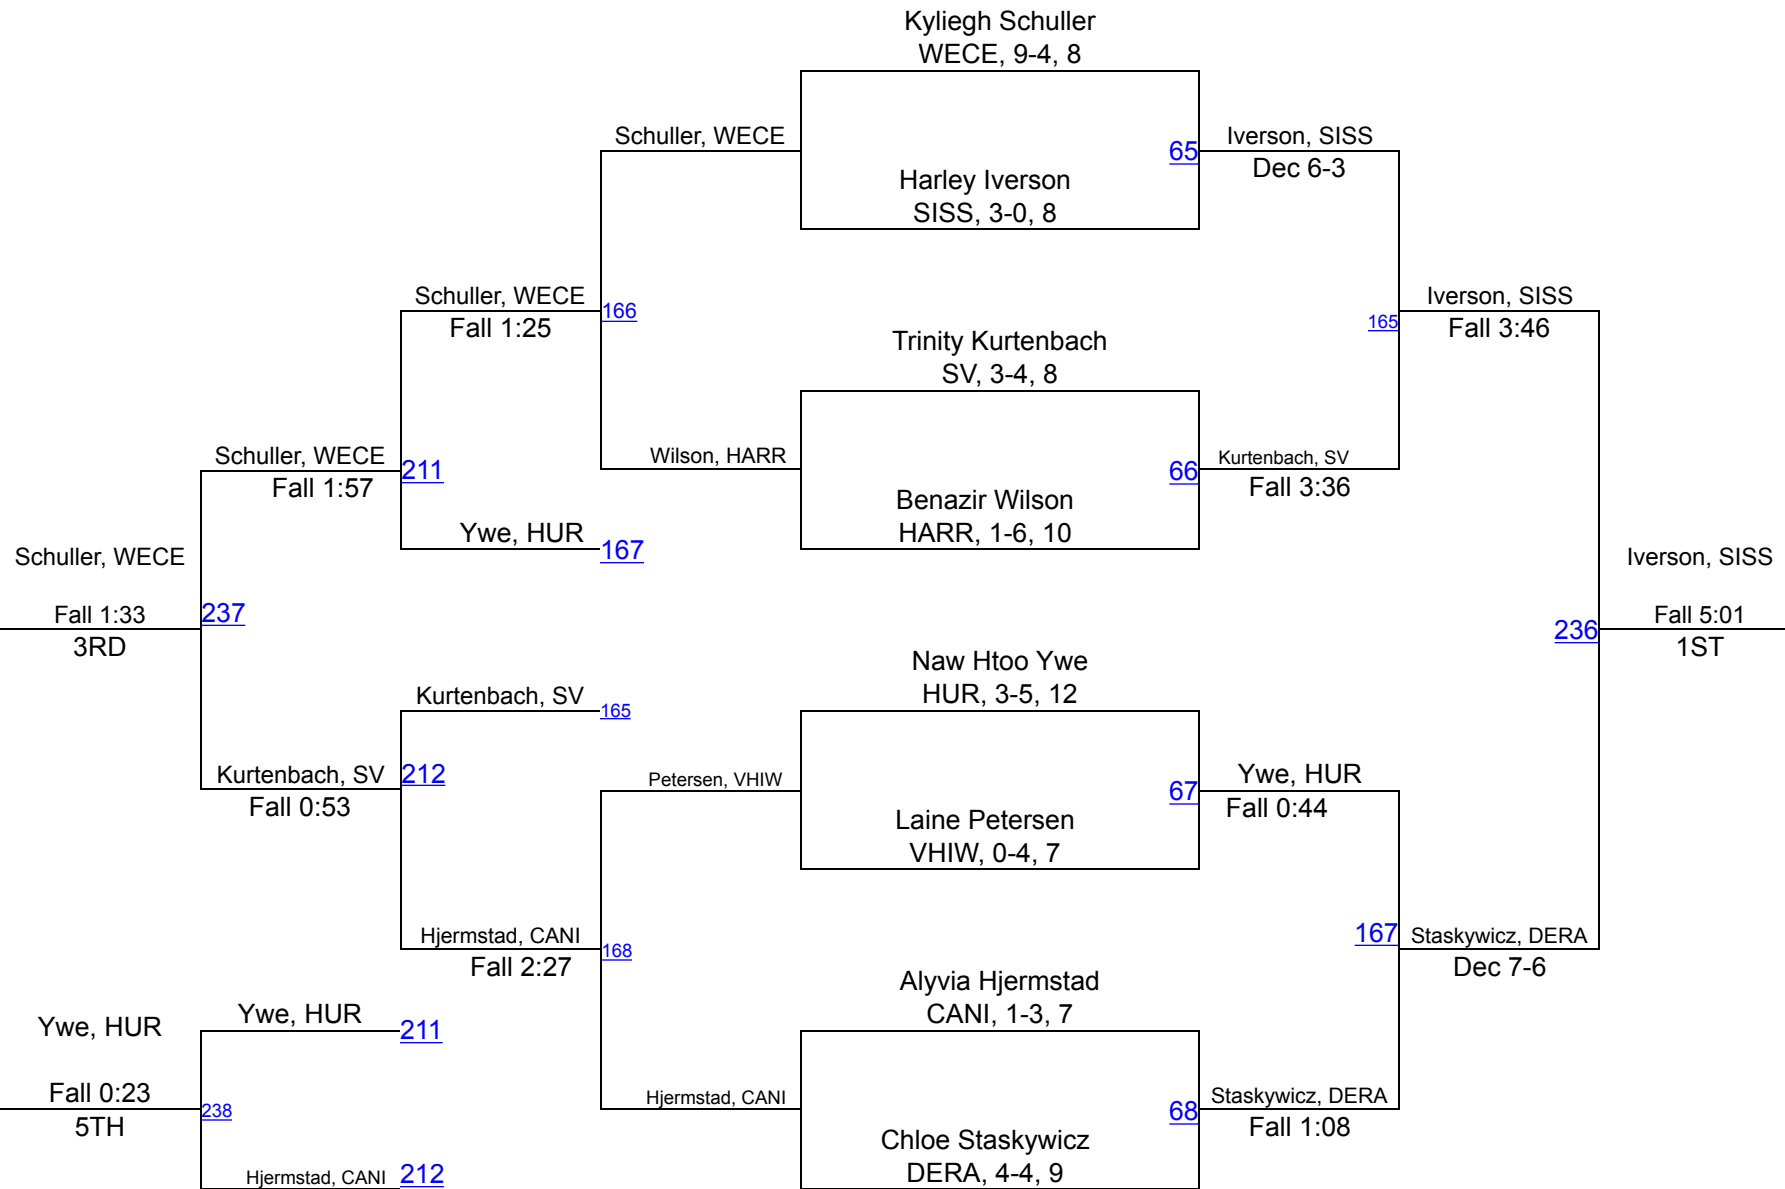 Kyliegh Schuller
WECE, 9-4, 8
Schuller, WECE
65
Iverson, SISS
Dec 6-3
Harley Iverson
SISS, 3-0, 8
Schuller, WECE
Fall 1:25
166
165
Iverson, SISS
Fall 3:46
Trinity Kurtenbach
SV, 3-4, 8
Schuller, WECE
Fall 1:57
211
Wilson, HARR
66
Kurtenbach, SV
Fall 3:36
Benazir Wilson
HARR, 1-6, 10
Ywe, HUR
167
Schuller, WECE
Fall 1:33
3RD
237
236
Iverson, SISS
Fall 5:01
1ST
Naw Htoo Ywe
HUR, 3-5, 12
Kurtenbach, SV
165
Kurtenbach, SV
Fall 0:53
212
Petersen, VHIW
67
Ywe, HUR
Fall 0:44
Laine Petersen
VHIW, 0-4, 7
Hjermstad, CANI
Fall 2:27
168
167
Staskywicz, DERA
Dec 7-6
Alyvia Hjermstad
CANI, 1-3, 7
Ywe, HUR
Fall 0:23
5TH
Ywe, HUR
211
238
Hjermstad, CANI
68
Staskywicz, DERA
Fall 1:08
Chloe Staskywicz
DERA, 4-4, 9
Hjermstad, CANI
212